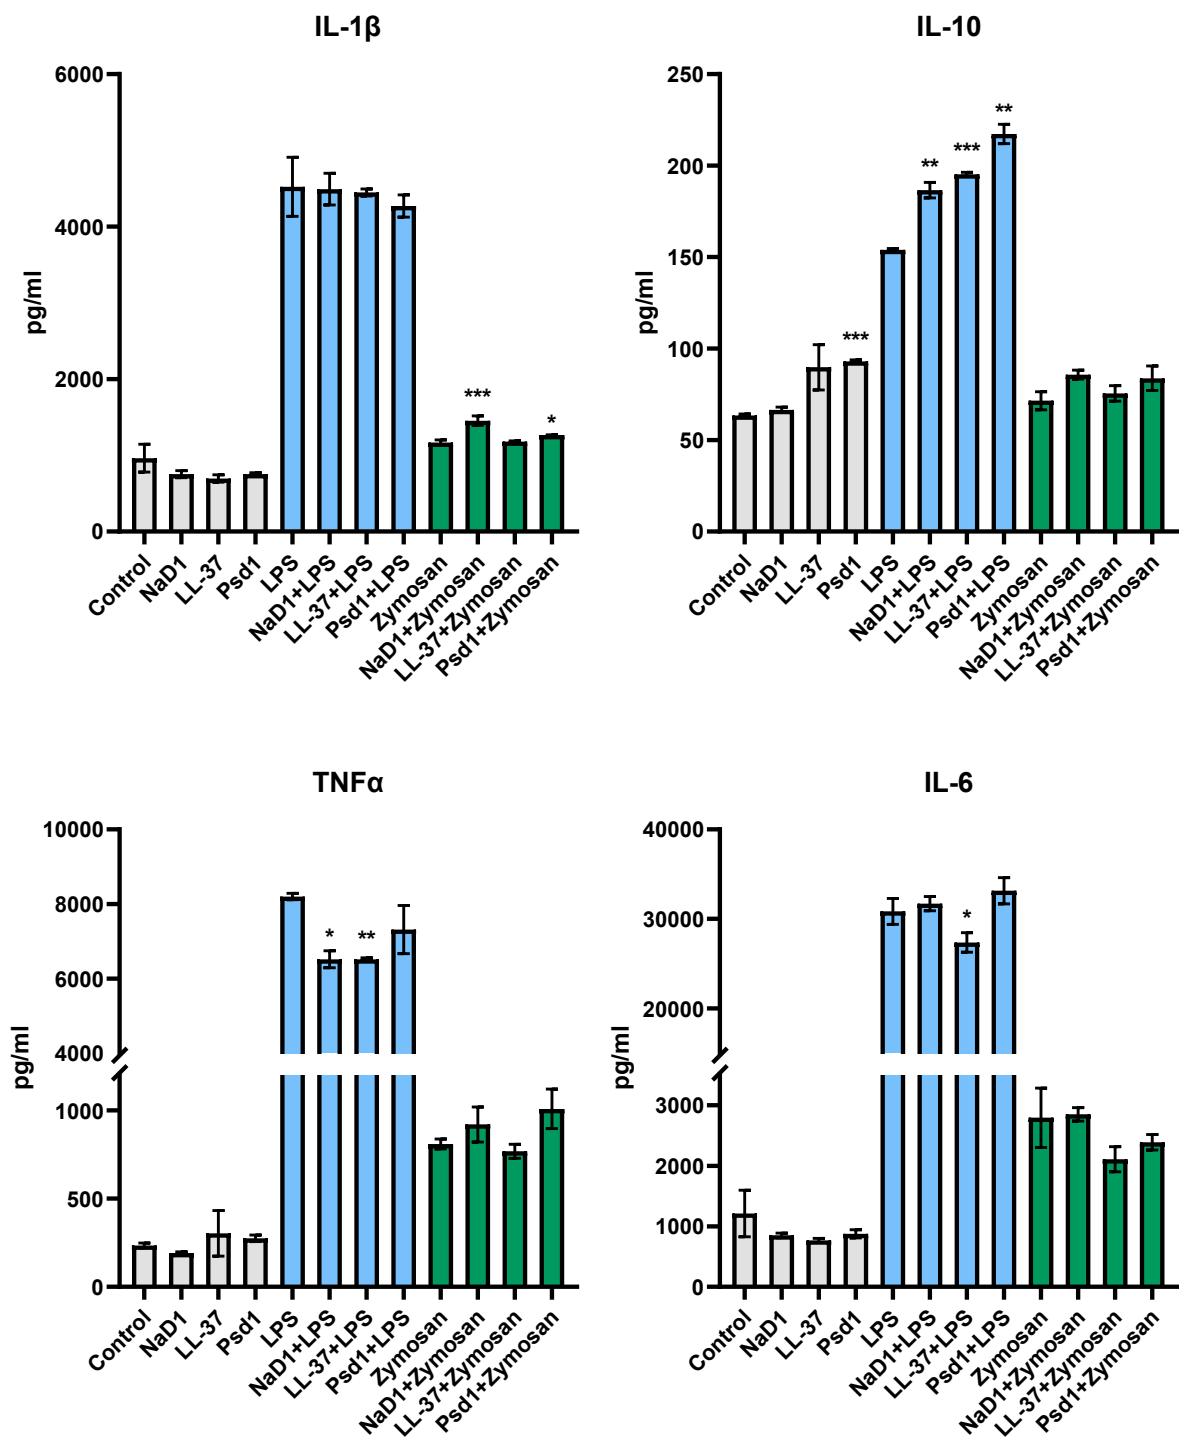 IL-1β
pg/ml
6000
4000
2000
0
***
*
Control
NaD1
LL-37
Psd1
LPS
NaD1+LPS
LL-37+LPS
Psd1+LPS
Zymosan
NaD1+Zymosan
LL-37+Zymosan
Psd1+Zymosan
IL-10
pg/ml
250
200
150
100
50
0
***
**
***
**
Control
NaD1
LL-37
Psd1
LPS
NaD1+LPS
LL-37+LPS
Psd1+LPS
Zymosan
NaD1+Zymosan
LL-37+Zymosan
Psd1+Zymosan
TNFα
pg/ml
10000
8000
6000
4000
1000
500
0
*
**
Control
NaD1
LL-37
Psd1
LPS
NaD1+LPS
LL-37+LPS
Psd1+LPS
Zymosan
NaD1+Zymosan
LL-37+Zymosan
Psd1+Zymosan
IL-6
pg/ml
40000
30000
20000
3000
2000
1000
0
*
Control
NaD1
LL-37
Psd1
LPS
NaD1+LPS
LL-37+LPS
Psd1+LPS
Zymosan
NaD1+Zymosan
LL-37+Zymosan
Psd1+Zymosan